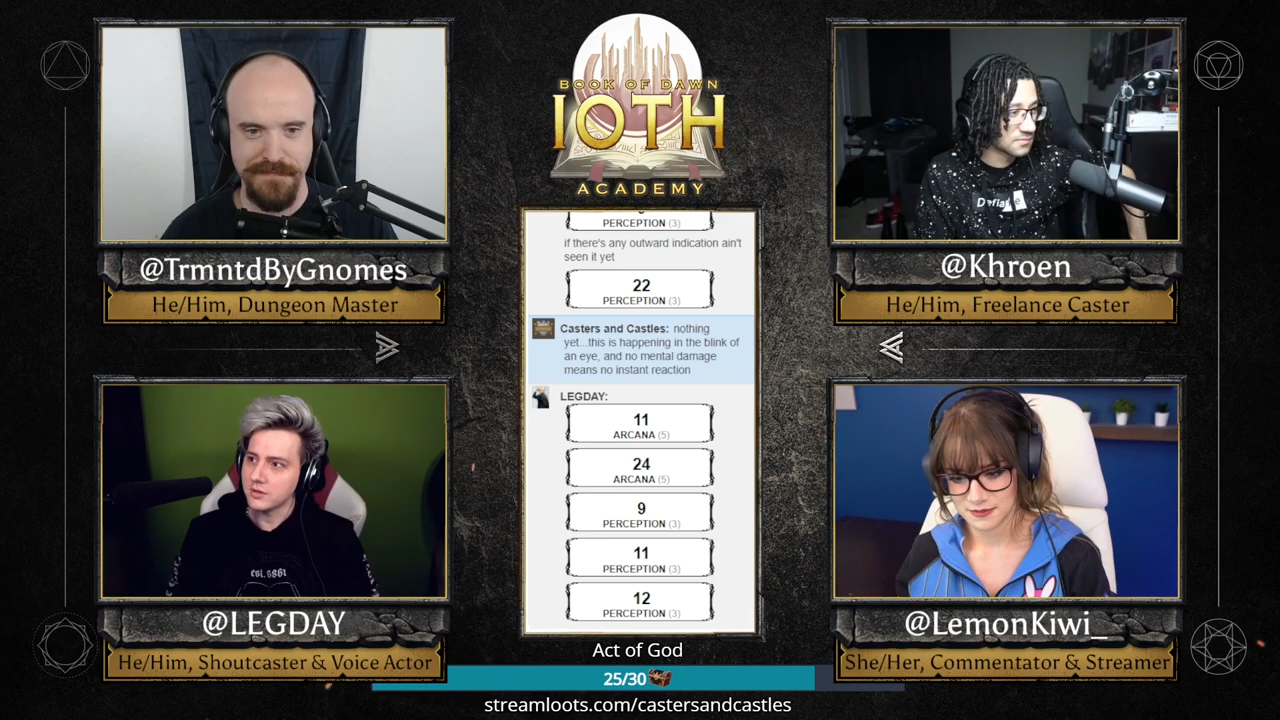 BOOK OF DAWN
IOTH
ACADEMY
@TrmntdByGnomes
He/Him, Dungeon Master
@Khroen
He/Him, Freelance Caster
PERCEPTION (3)
if there's any outward indication ain't
seen it yet
22
PERCEPTION (3)
Casters and Castles: nothing
yet...this is happening in the blink of
an eye, and no mental damage
means no instant reaction
LEGDAY:
11
ARCANA (5)
24
ARCANA (5)
9
PERCEPTION (3)
11
PERCEPTION (3)
12
PERCEPTION (3)
est. 1981
@LEGDAY
He/Him, Shoutcaster & Voice Actor
@LemonKiwi_
She/Her, Commentator & Streamer
Act of God
25/30
streamloots.com/castersandcastles